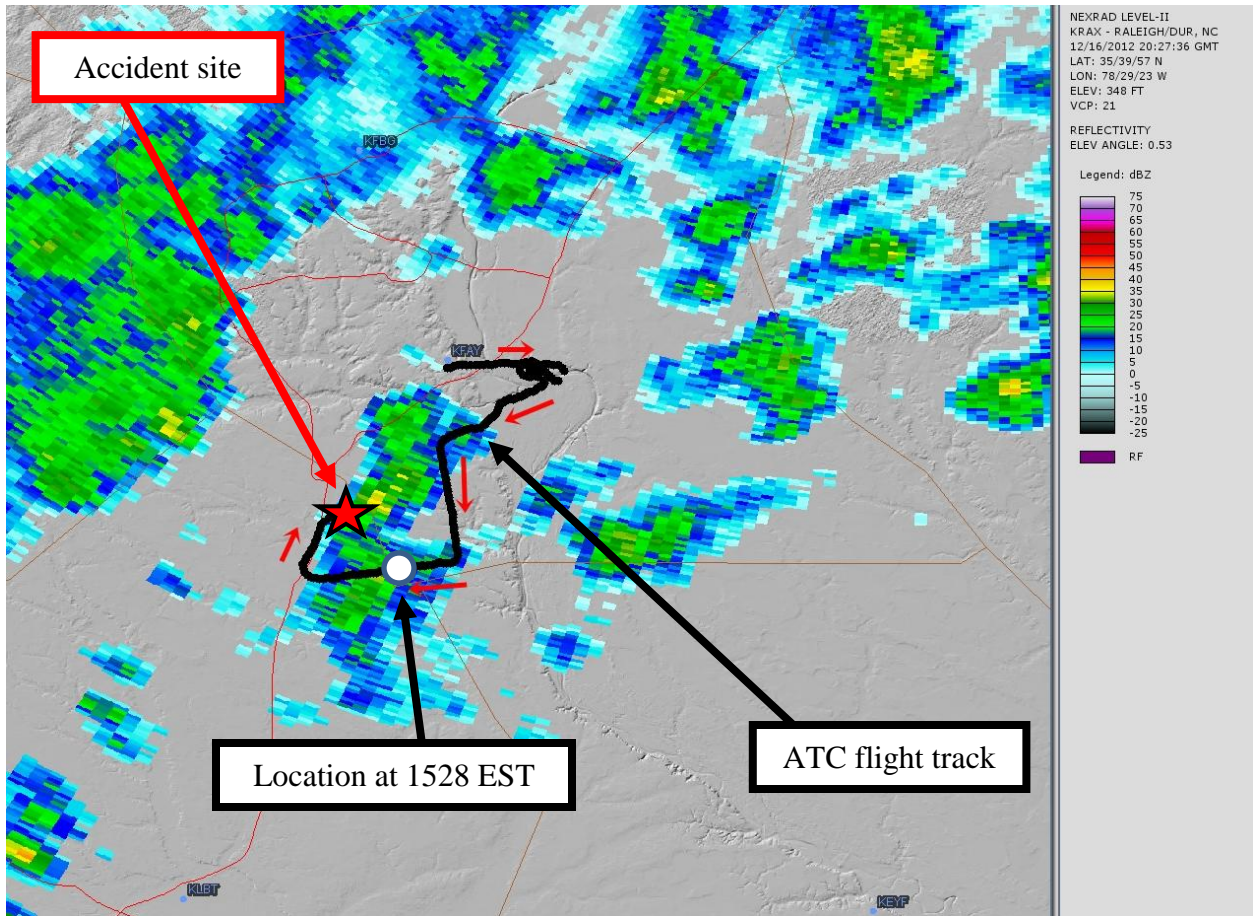 Accident site
KFBG
KFAY
Location at 1528 EST
ATC flight track
KLBT
KEYF
NEXRAD LEVEL-II
KRAX - RALEIGH/DUR, NC
12/16/2012 20:27:36 GMT
LAT: 35/39/57 N
LON: 78/29/23 W
ELEV: 348 FT
VCP: 21
REFLECTIVITY
ELEV ANGLE: 0.53
Legend: dBZ
75
70
65
60
55
50
45
40
35
30
25
20
15
10
5
0
-5
-10
-15
-20
-25
RF